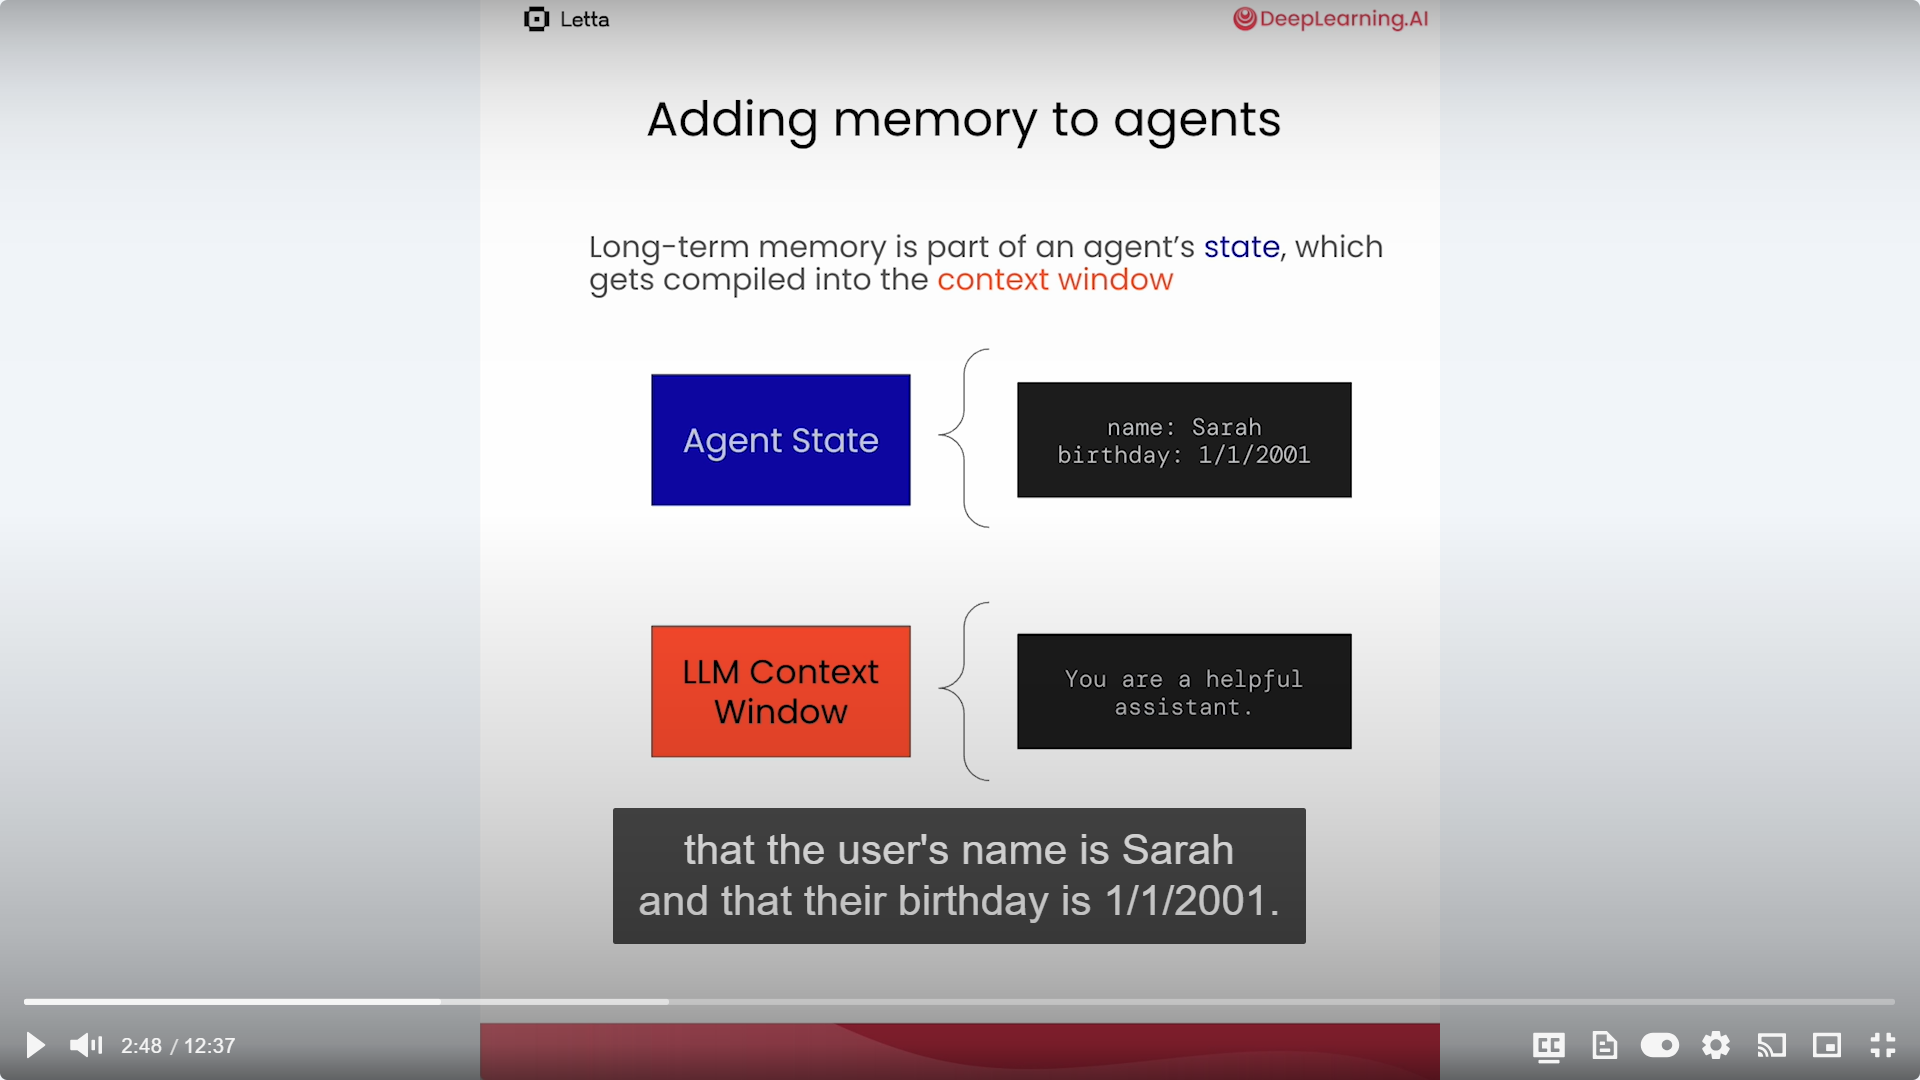 Letta
DeepLearning.AI
Adding memory to agents
Long-term memory is part of an agent's state, which
gets compiled into the context window
Agent State
name: Sarah
birthday: 1/1/2001
LLM Context
Window
You are a helpful
assistant.
that the user's name is Sarah
and that their birthday is 1/1/2001.
2:48 / 12:37
CC